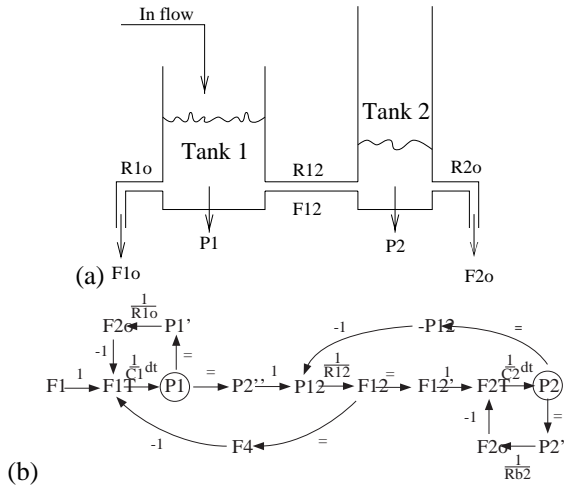 In flow
Tank 1
Tank 2
R1o
R12
R2o
F12
P1
P2
F1o
F2o
(a)
1/R1o
F2o P1'
-P12
-1 =
-1 =
1/R12
F1 1 F1T 1/C1 dt P1 = P2'' 1 P12 F12 = F12' 1 F2T 1/C2 dt P2
-1 =
-1 F4 =
F2o P2'
1/Rb2
(b)